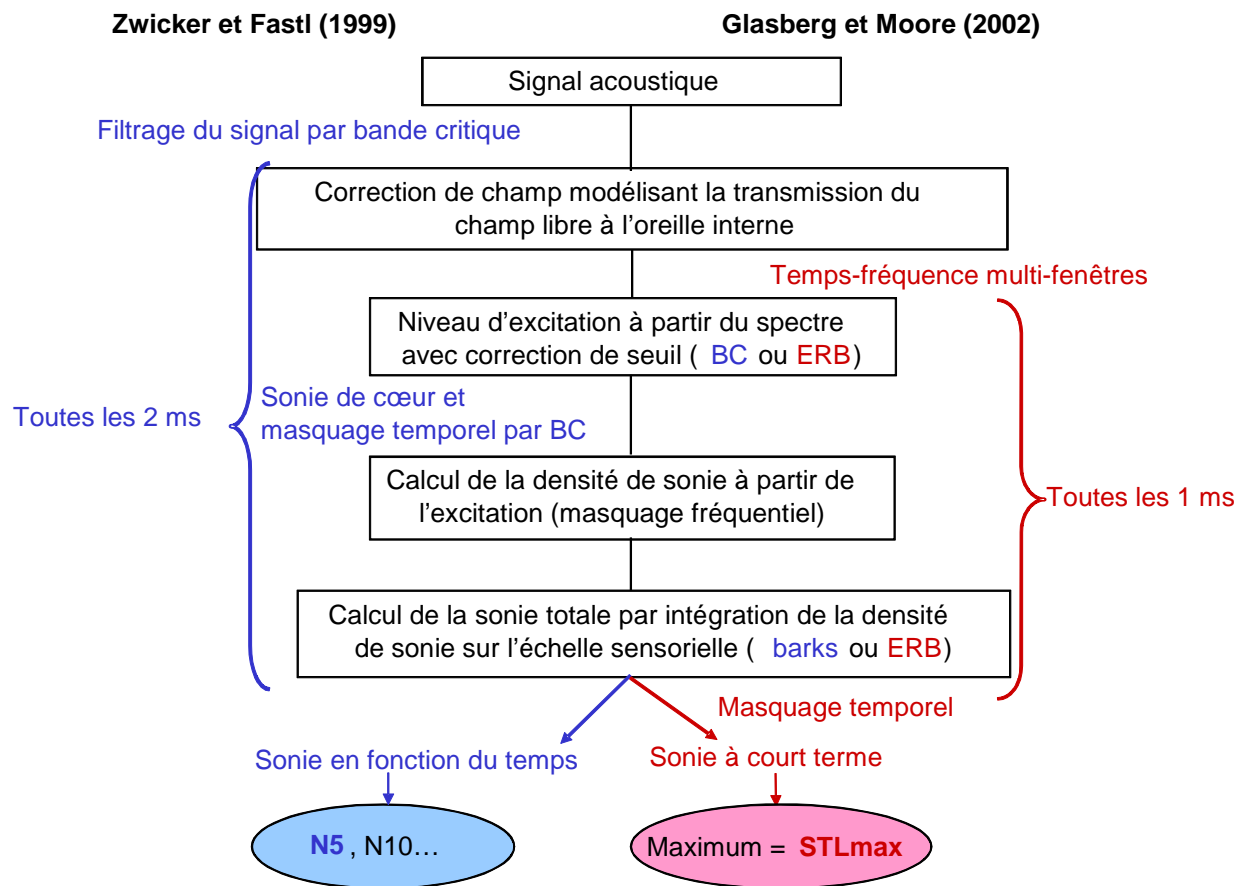 Zwicker et Fastl (1999)
Glasberg et Moore (2002)
Signal acoustique
Filtrage du signal par bande critique
Correction de champ modélisant la transmission du
champ libre à l'oreille interne
Temps-fréquence multi-fenêtres
Niveau d'excitation à partir du spectre
avec correction de seuil ( BC ou ERB)
Toutes les 2 ms
Sonie de cœur et
masquage temporel par BC
Calcul de la densité de sonie à partir de
l'excitation (masquage fréquentiel)
Toutes les 1 ms
Calcul de la sonie totale par intégration de la densité
de sonie sur l'échelle sensorielle ( barks ou ERB)
Masquage temporel
Sonie en fonction du temps
Sonie à court terme
N5 , N10…
Maximum = STLmax